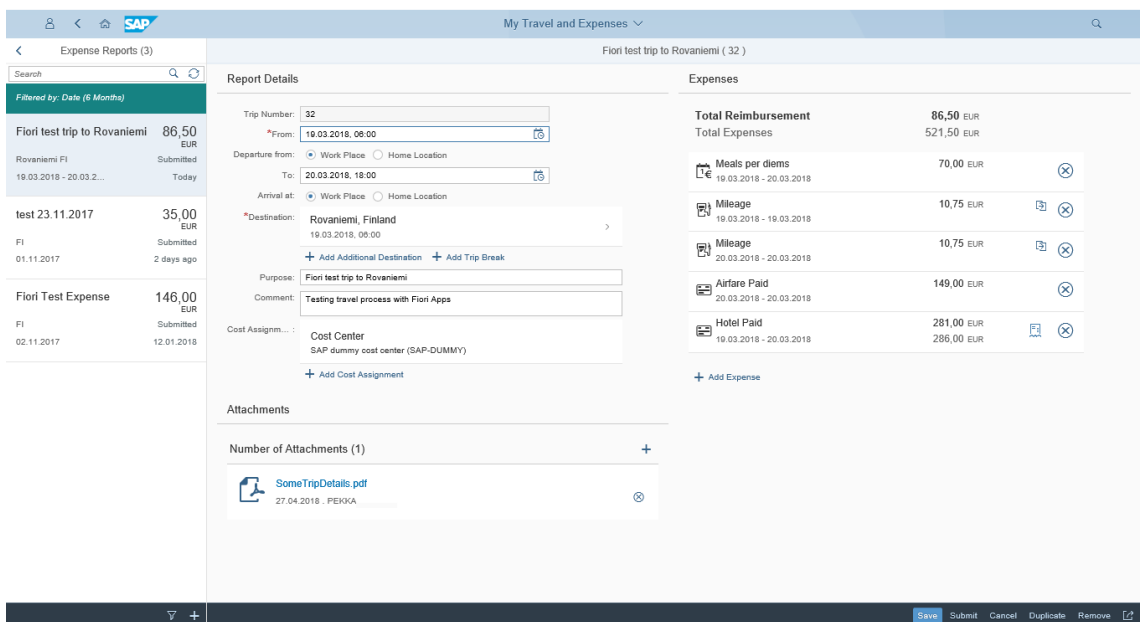 SAP
My Travel and Expenses
Expense Reports (3)
Fiori test trip to Rovaniemi ( 32 )
Search
Filtered by: Date (6 Months)
Fiori test trip to Rovaniemi 86,50
EUR
Rovaniemi FI Submitted
19.03.2018 - 20.03.2... Today
test 23.11.2017 35,00
EUR
FI Submitted
01.11.2017 2 days ago
Fiori Test Expense 146,00
EUR
FI Submitted
02.11.2017 12.01.2018
Report Details
Trip Number: 32
*From: 19.03.2018, 06:00
Departure from: Work Place Home Location
To: 20.03.2018, 18:00
Arrival at: Work Place Home Location
*Destination: Rovaniemi, Finland
19.03.2018, 06:00
+ Add Additional Destination + Add Trip Break
Purpose: Fiori test trip to Rovaniemi
Comment: Testing travel process with Fiori Apps
Cost Assignm... : Cost Center
SAP dummy cost center (SAP-DUMMY)
+ Add Cost Assignment
Attachments
Number of Attachments (1) +
SomeTripDetails.pdf
27.04.2018 . PEKKA
Expenses
Total Reimbursement 86,50 EUR
Total Expenses 521,50 EUR
Meals per diems 70,00 EUR
19.03.2018 - 20.03.2018
Mileage 10,75 EUR
19.03.2018 - 19.03.2018
Mileage 10,75 EUR
20.03.2018 - 20.03.2018
Airfare Paid 149,00 EUR
20.03.2018 - 20.03.2018
Hotel Paid 281,00 EUR
19.03.2018 - 20.03.2018 286,00 EUR
+ Add Expense
Save Submit Cancel Duplicate Remove